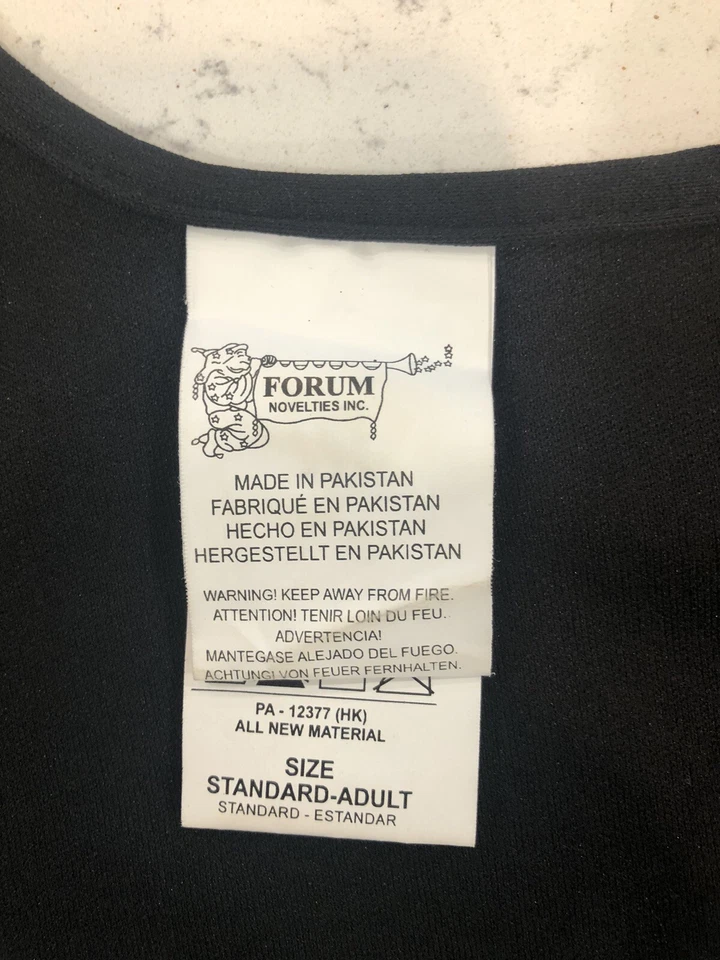 FORUM
NOVELTIES INC.
MADE IN PAKISTAN
FABRIQUÉ EN PAKISTAN
HECHO EN PAKISTAN
HERGESTELLT EN PAKISTAN
WARNING! KEEP AWAY FROM FIRE.
ATTENTION! TENIR LOIN DU FEU..
ADVERTENCIA!
MANTEGASE ALEJADO DEL FUEGO.
ACHTUNG! VON FEUER FERNHALTEN.
PA - 12377 (HK)
ALL NEW MATERIAL
SIZE
STANDARD-ADULT
STANDARD - ESTANDAR